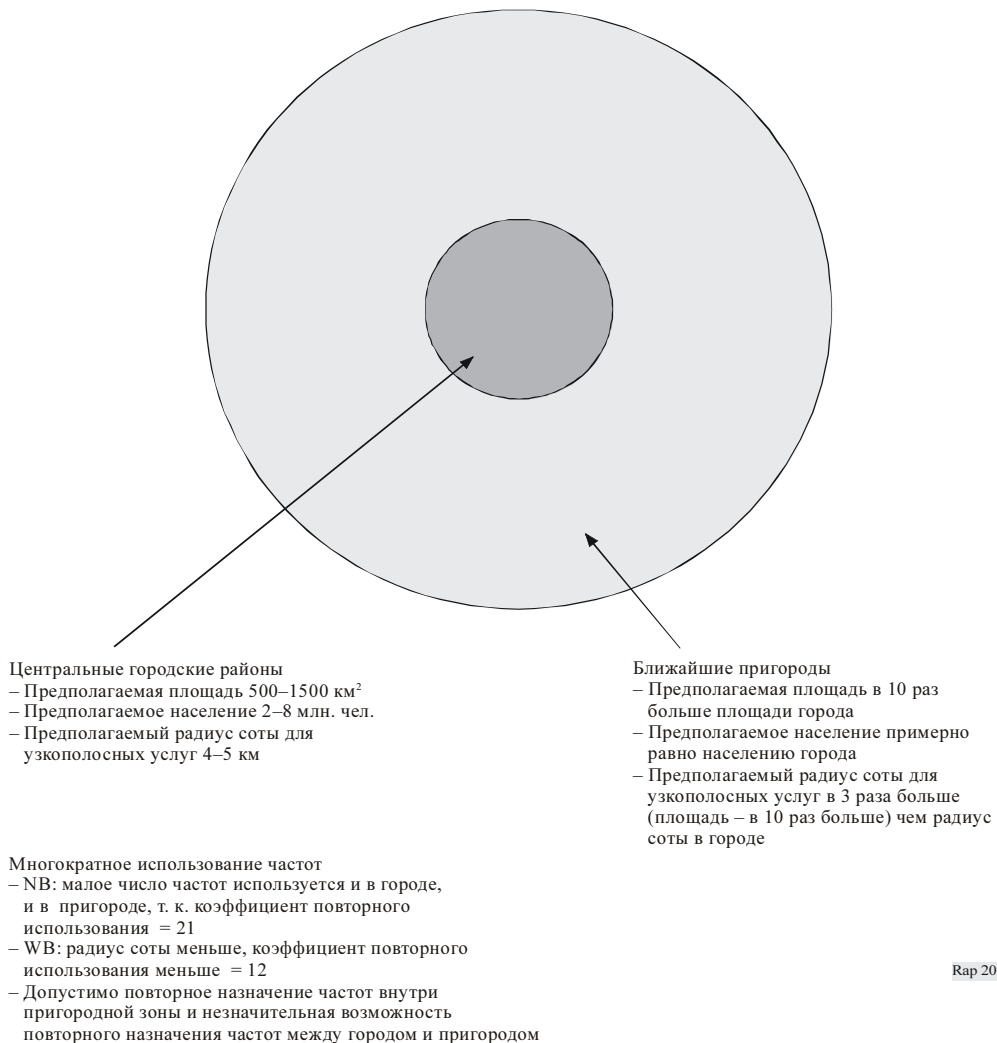 Центральные городские районы
– Предполагаемая площадь 500–1500 км²
– Предполагаемое население 2–8 млн. чел.
– Предполагаемый радиус соты для
узкополосных услуг 4–5 км
Ближайшие пригороды
– Предполагаемая площадь в 10 раз
больше площади города
– Предполагаемое население примерно
равно населению города
– Предполагаемый радиус соты для
узкополосных услуг в 3 раза больше
(площадь – в 10 раз больше) чем радиус
соты в городе
Многократное использование частот
– NB: малое число частот используется и в городе,
и в пригороде, т. к. коэффициент повторного
использования = 21
– WB: радиус соты меньше, коэффициент повторного
использования меньше = 12
– Допустимо повторное назначение частот внутри
пригородной зоны и незначительная возможность
повторного назначения частот между городом и пригородом
Rap 20